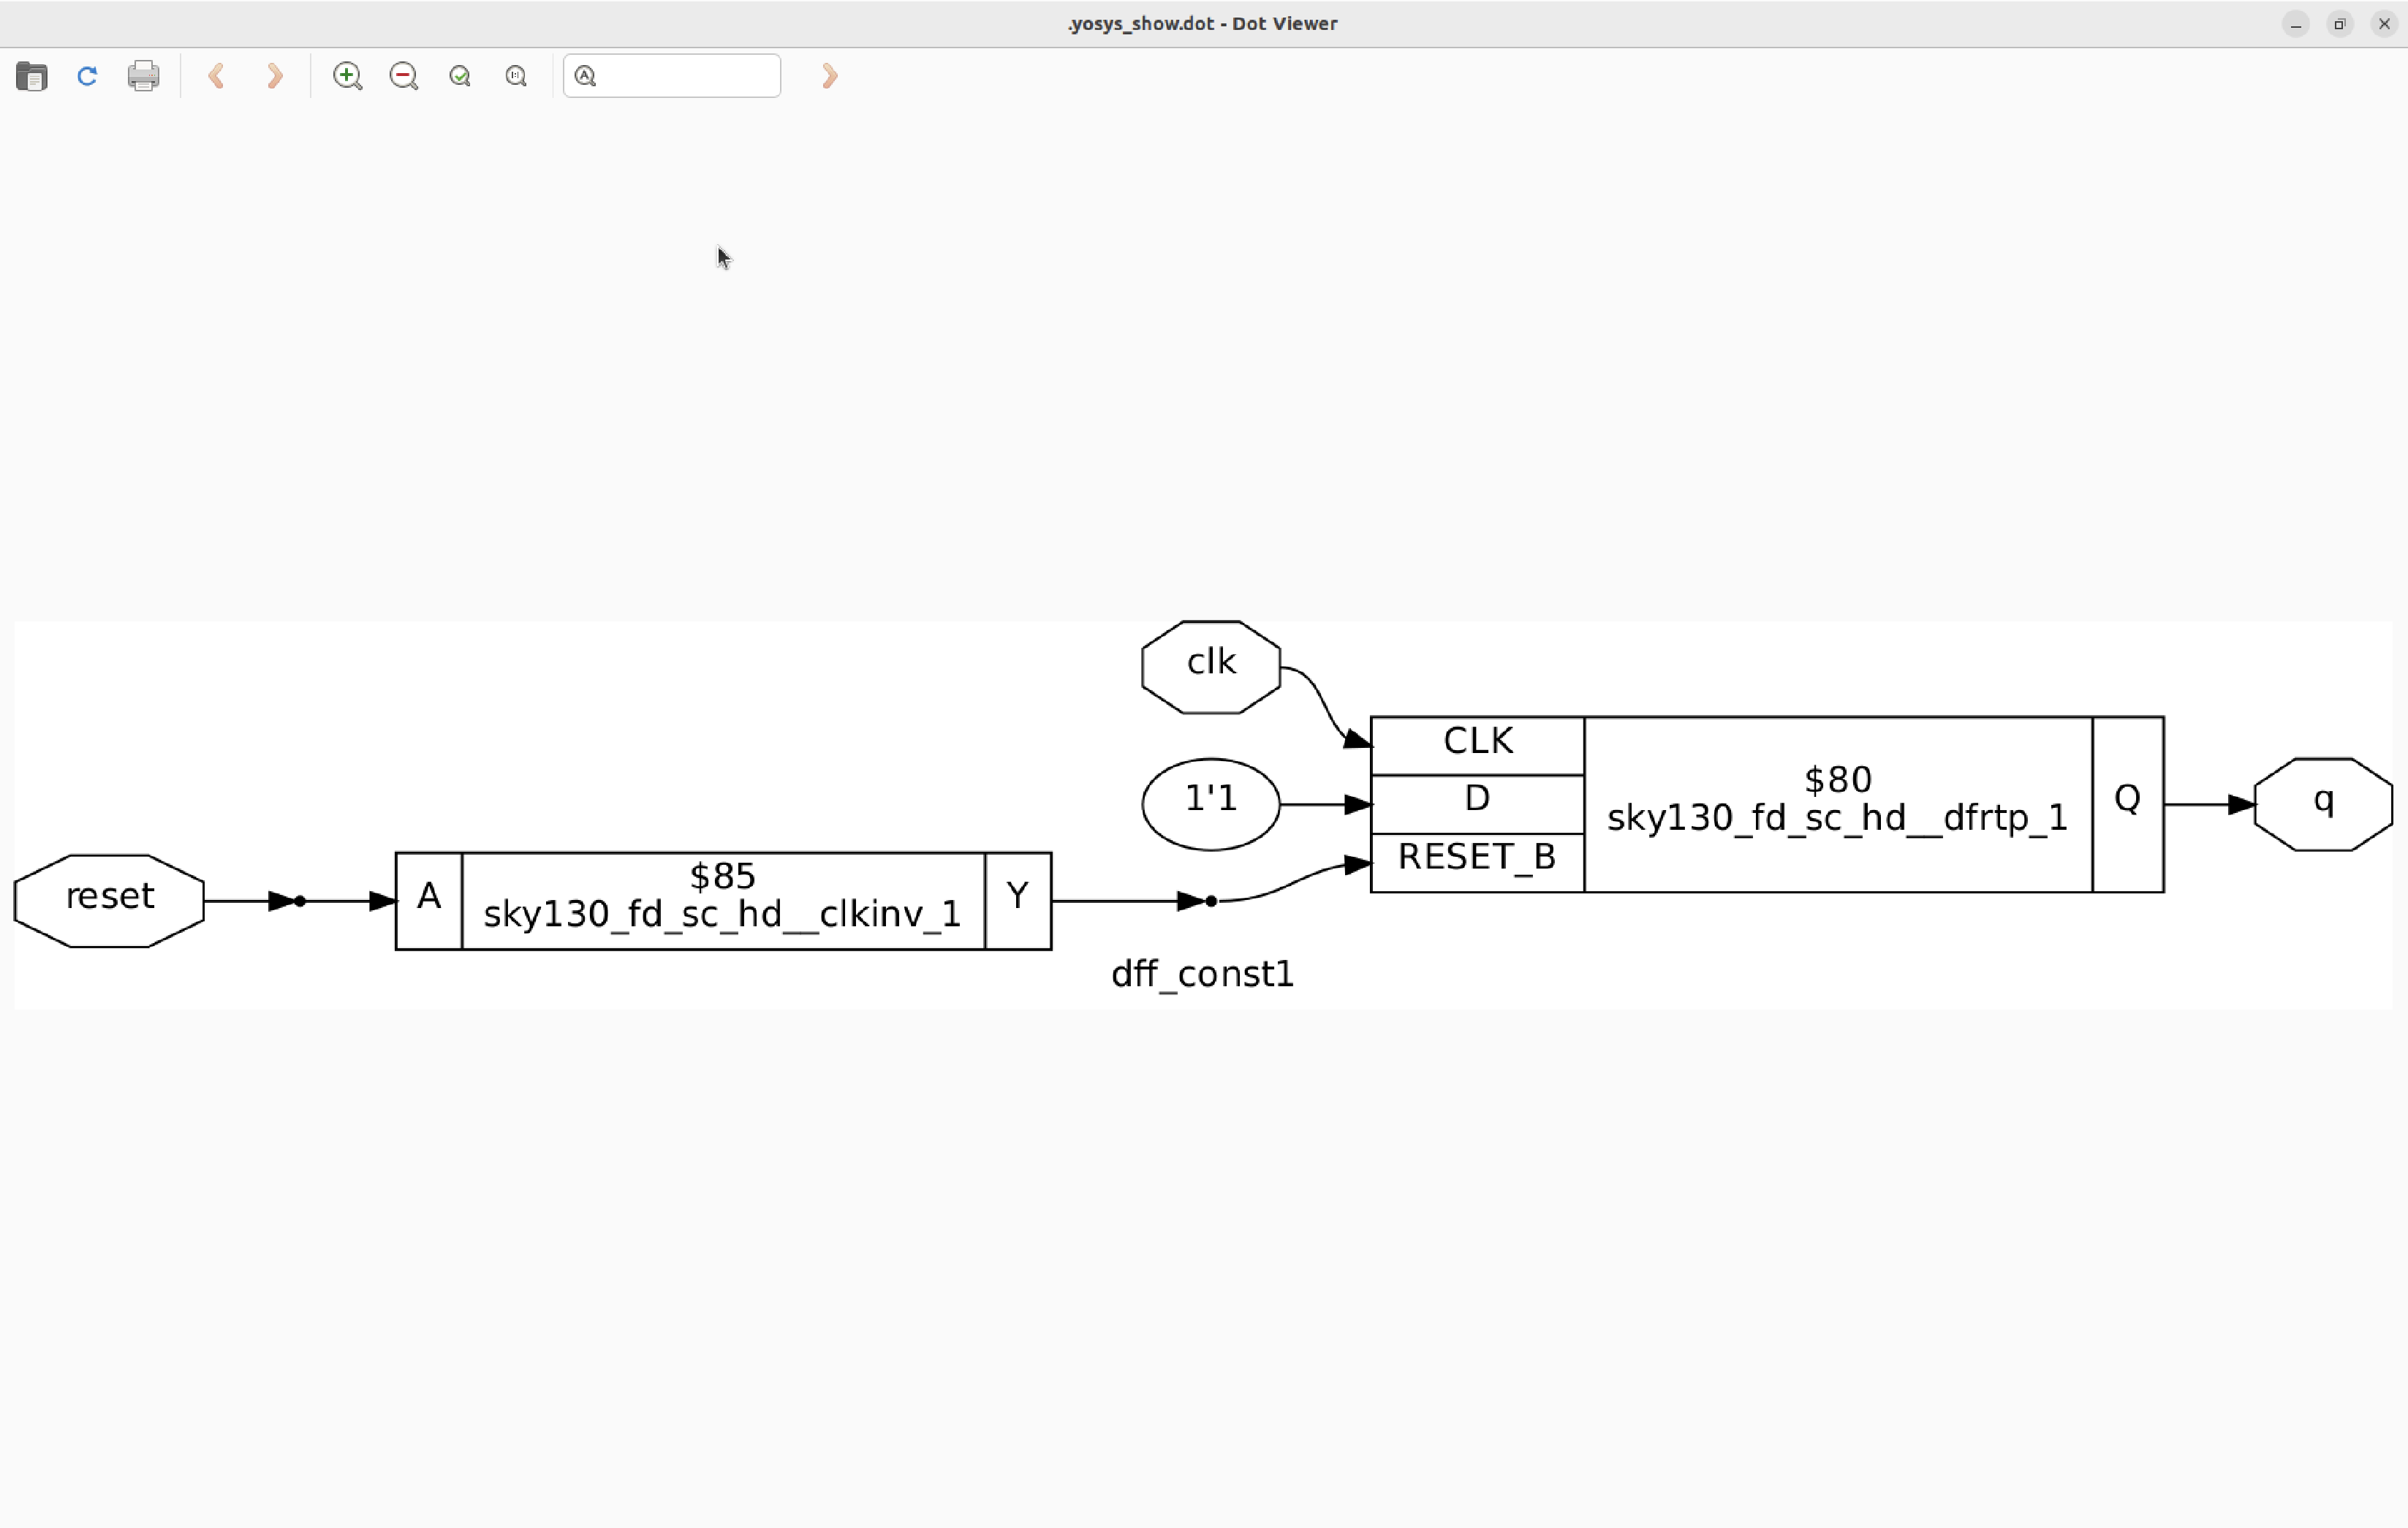 .yosys_show.dot - Dot Viewer
clk
CLK
1'1
D
RESET_B
$80
sky130_fd_sc_hd__dfrtp_1
Q
q
reset
A
$85
sky130_fd_sc_hd__clkinv_1
Y
dff_const1